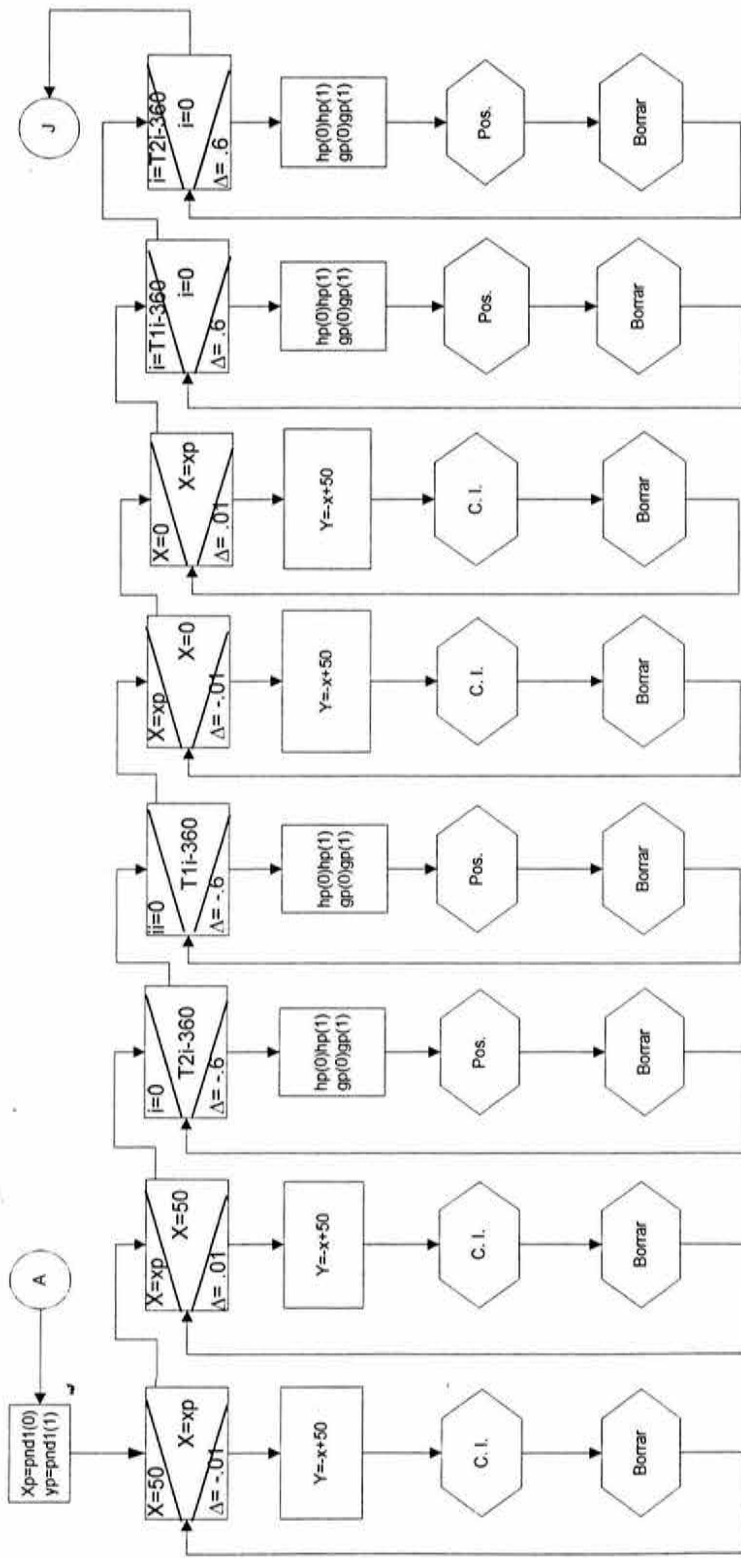 A
Xp=pnd1(0)
yp=pnd1(1)
X=50
X=xp
Δ= -.01
Y=-x+50
C. I.
Borrar
X=xp
X=50
Δ= .01
Y=-x+50
C. I.
Borrar
i=0
T2i-360
Δ= -.6
hp(0)hp(1)
gp(0)gp(1)
Pos.
Borrar
ii=0
T1i-360
Δ= -.6
hp(0)hp(1)
gp(0)gp(1)
Pos.
Borrar
X=xp
X=0
Δ= -.01
Y=-x+50
C. I.
Borrar
X=0
X=xp
Δ= .01
Y=-x+50
C. I.
Borrar
i=T1i-360
i=0
Δ= .6
hp(0)hp(1)
gp(0)gp(1)
Pos.
Borrar
i=T2i-360
i=0
Δ= .6
hp(0)hp(1)
gp(0)gp(1)
Pos.
Borrar
J